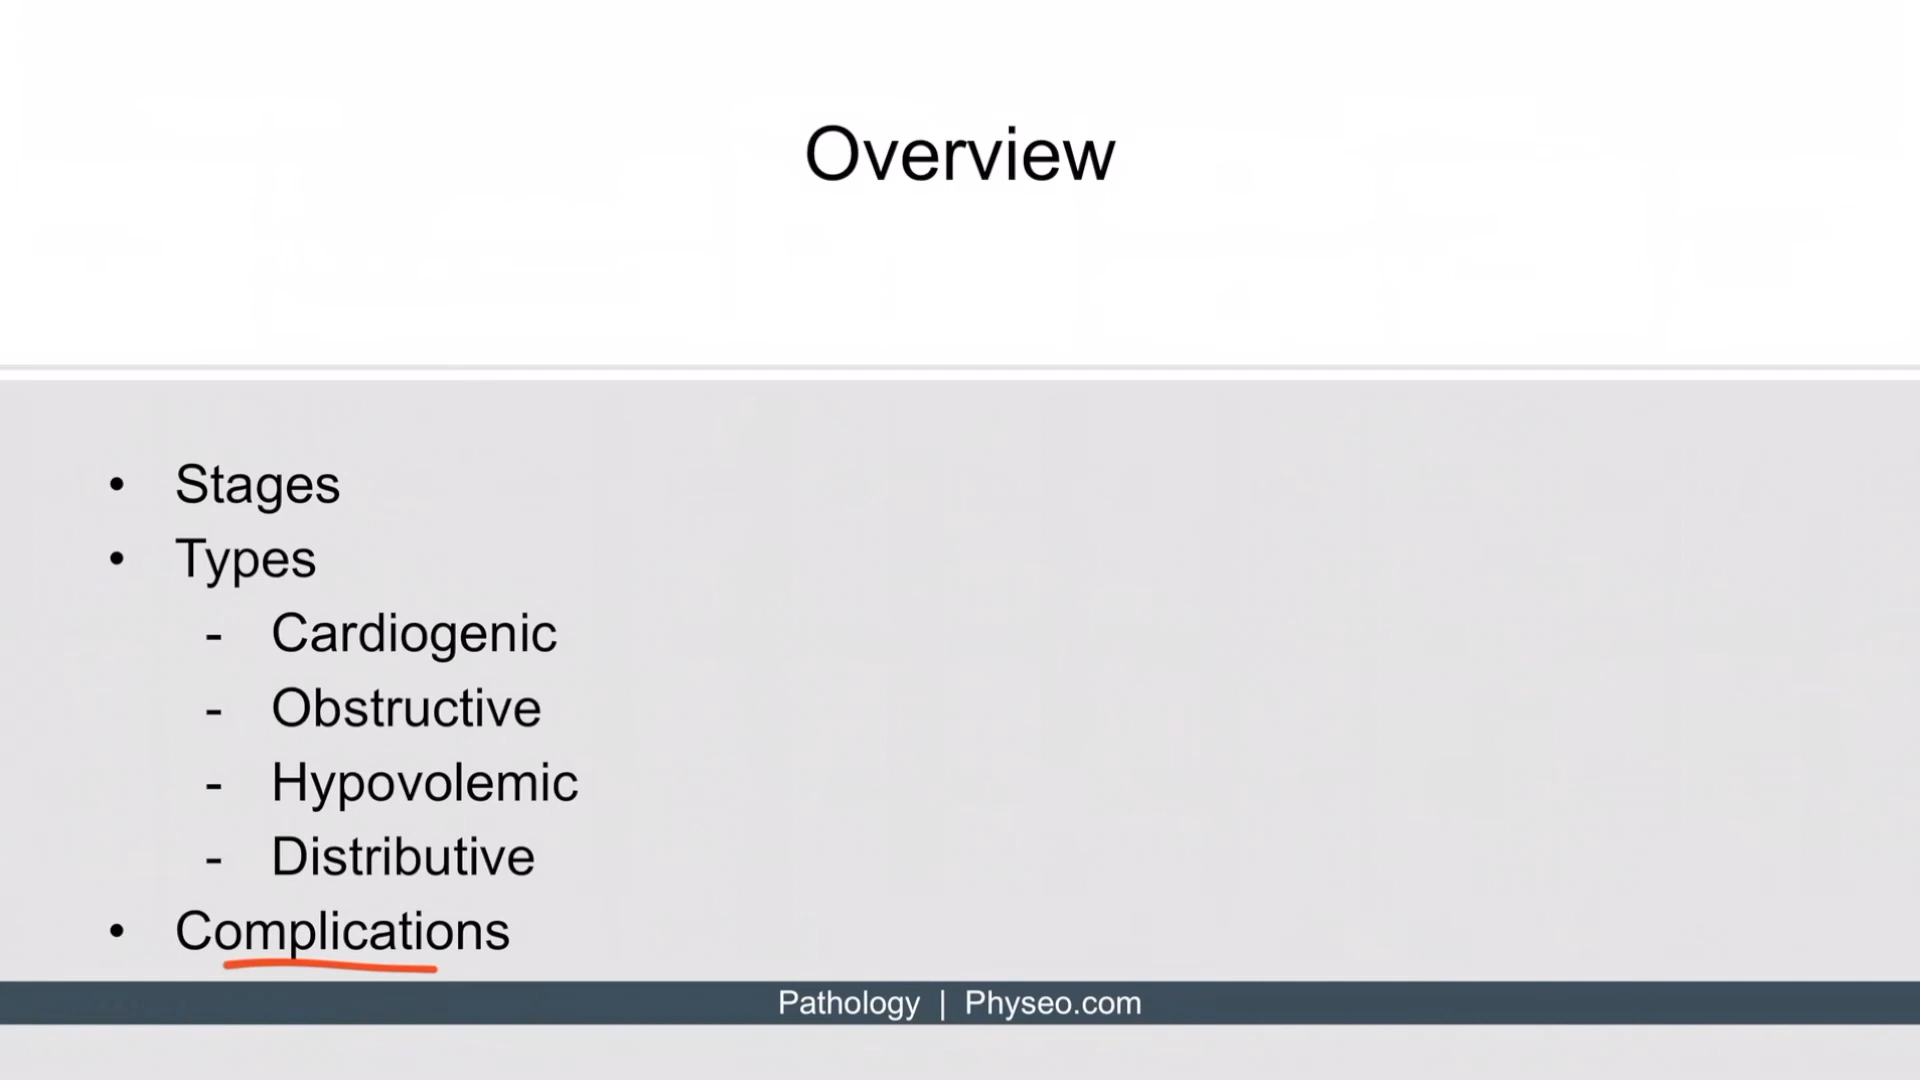 Overview
• Stages
• Types
- Cardiogenic
- Obstructive
- Hypovolemic
- Distributive
• Complications
Pathology | Physeo.com